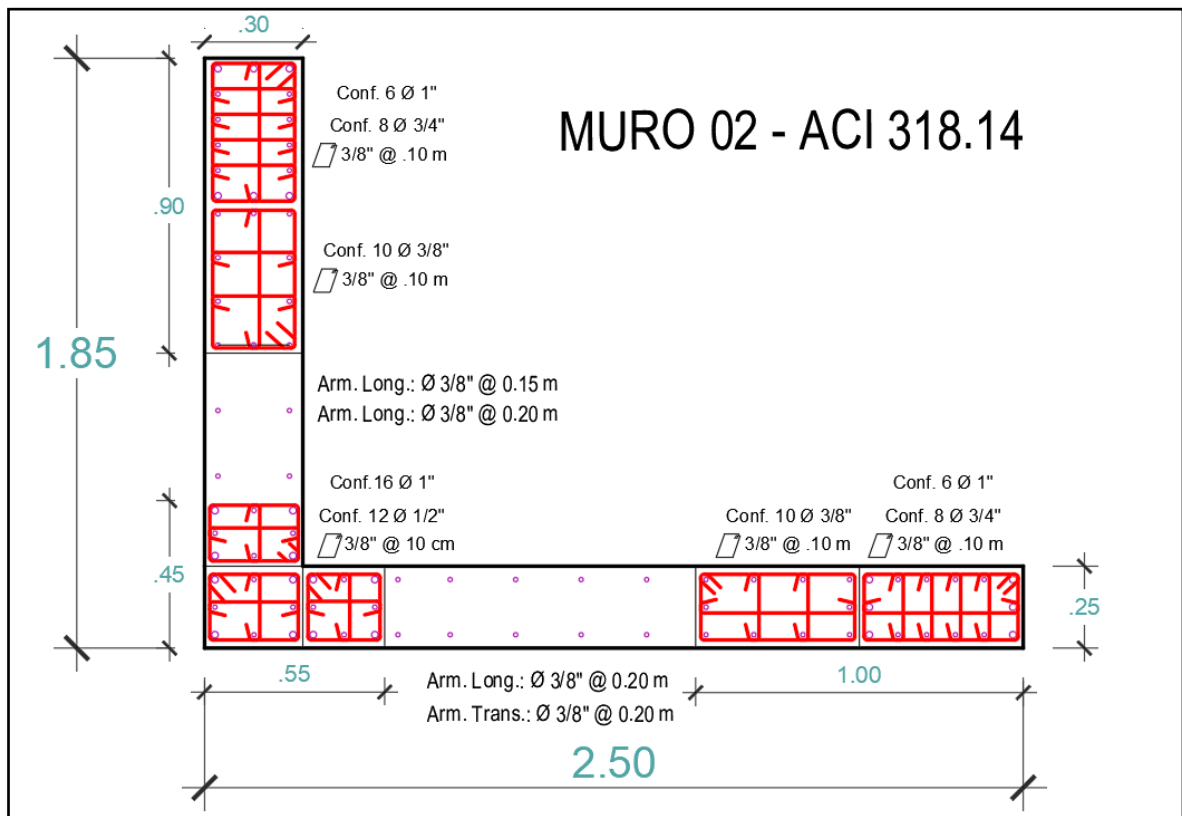 .30
MURO 02 - ACI 318.14
Conf. 6 Ø 1"
Conf. 8 Ø 3/4"
3/8" @ .10 m
.90
Conf. 10 Ø 3/8"
3/8" @ .10 m
1.85
Arm. Long.: Ø 3/8" @ 0.15 m
Arm. Long.: Ø 3/8" @ 0.20 m
Conf.16 Ø 1"
Conf. 12 Ø 1/2"
3/8" @ 10 cm
Conf. 10 Ø 3/8"
3/8" @ .10 m
Conf. 6 Ø 1"
Conf. 8 Ø 3/4"
3/8" @ .10 m
.45
.25
.55
Arm. Long.: Ø 3/8" @ 0.20 m
Arm. Trans.: Ø 3/8" @ 0.20 m
1.00
2.50